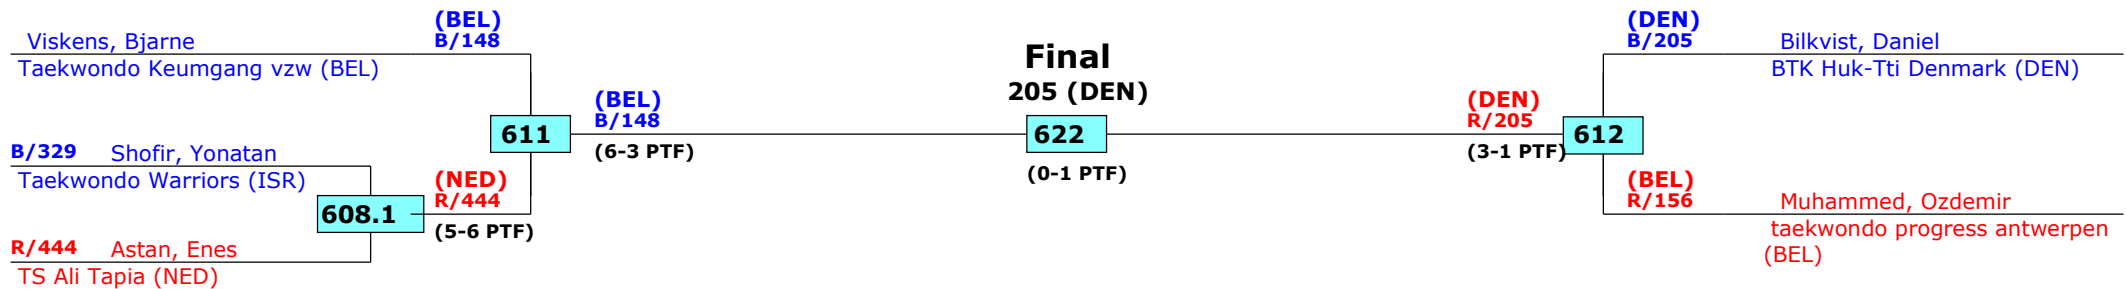 (BEL)
B/148
Viskens, Bjarne
Taekwondo Keumgang vzw (BEL)
B/329 Shofir, Yonatan
Taekwondo Warriors (ISR)
R/444 Astan, Enes
TS Ali Tapia (NED)
608.1
(NED)
R/444
(5-6 PTF)
611
(BEL)
B/148
(6-3 PTF)
Final
205 (DEN)
622
(0-1 PTF)
(DEN)
R/205
(3-1 PTF)
612
(DEN)
B/205
Bilkvist, Daniel
BTK Huk-Tti Denmark (DEN)
(BEL)
R/156
Muhammed, Ozdemir
taekwondo progress antwerpen
(BEL)